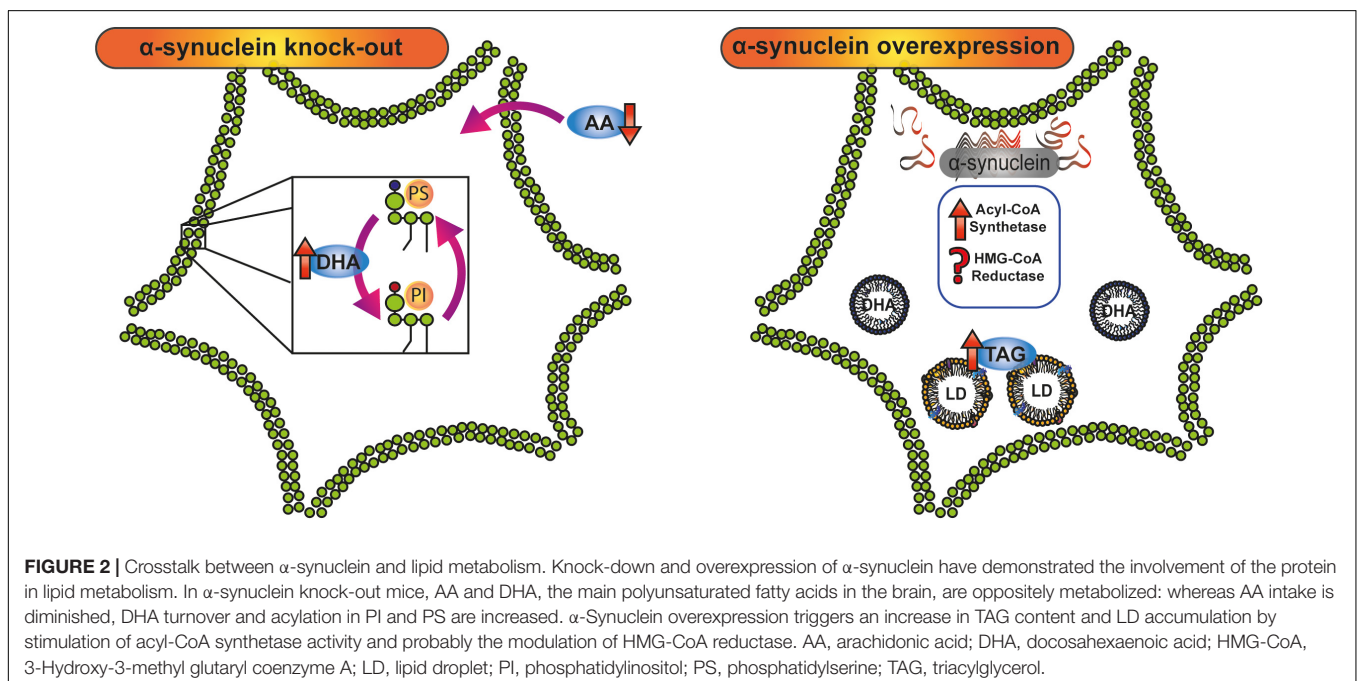 α-synuclein knock-out
α-synuclein overexpression
AA
PS
DHA
PI
α-synuclein
Acyl-CoA
Synthetase
? HMG-CoA
Reductase
DHA
DHA
TAG
LD
LD
FIGURE 2 | Crosstalk between α-synuclein and lipid metabolism. Knock-down and overexpression of α-synuclein have demonstrated the involvement of the protein
in lipid metabolism. In α-synuclein knock-out mice, AA and DHA, the main polyunsaturated fatty acids in the brain, are oppositely metabolized: whereas AA intake is
diminished, DHA turnover and acylation in PI and PS are increased. α-Synuclein overexpression triggers an increase in TAG content and LD accumulation by
stimulation of acyl-CoA synthetase activity and probably the modulation of HMG-CoA reductase. AA, arachidonic acid; DHA, docosahexaenoic acid; HMG-CoA,
3-Hydroxy-3-methyl glutaryl coenzyme A; LD, lipid droplet; PI, phosphatidylinositol; PS, phosphatidylserine; TAG, triacylglycerol.